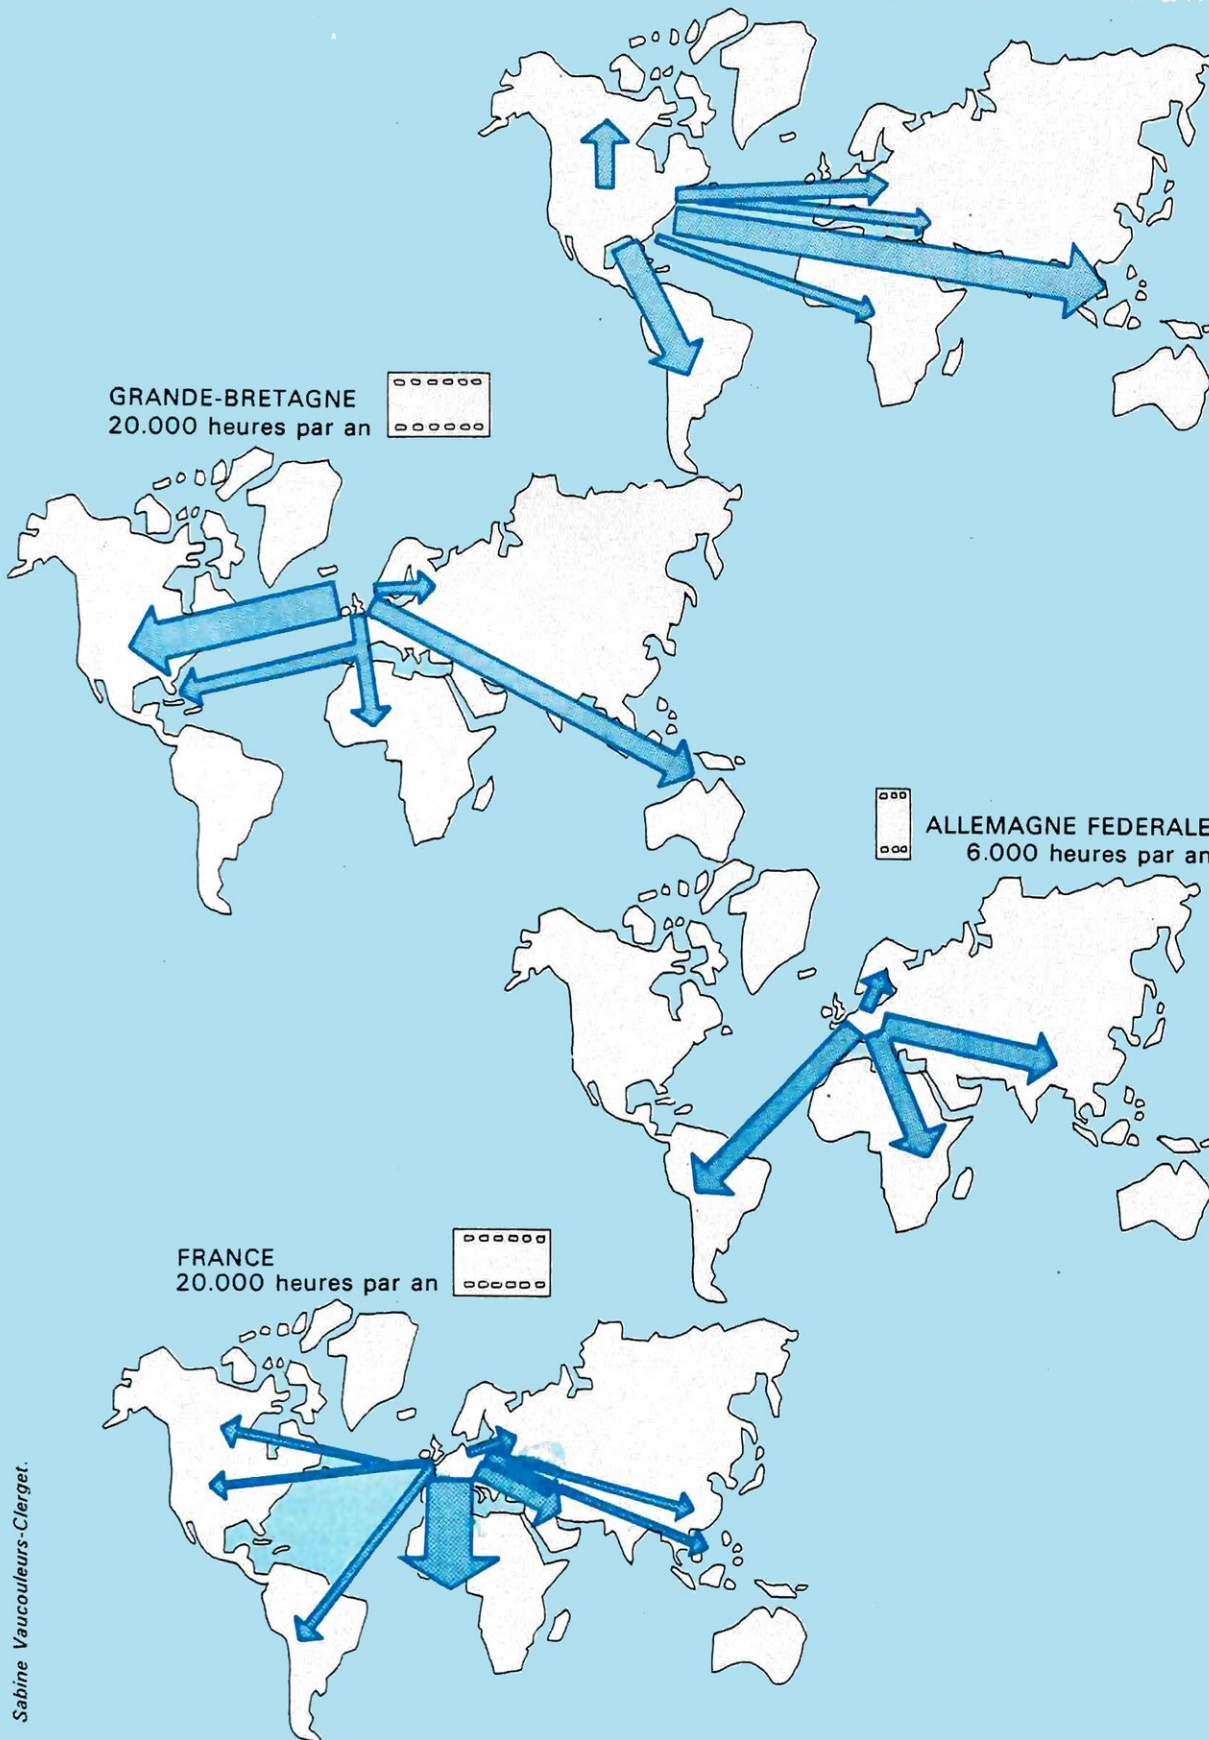 GRANDE-BRETAGNE
20.000 heures par an
ALLEMAGNE FEDERALE
6.000 heures par an
FRANCE
20.000 heures par an
Sabine Vaucouleurs-Clerget.